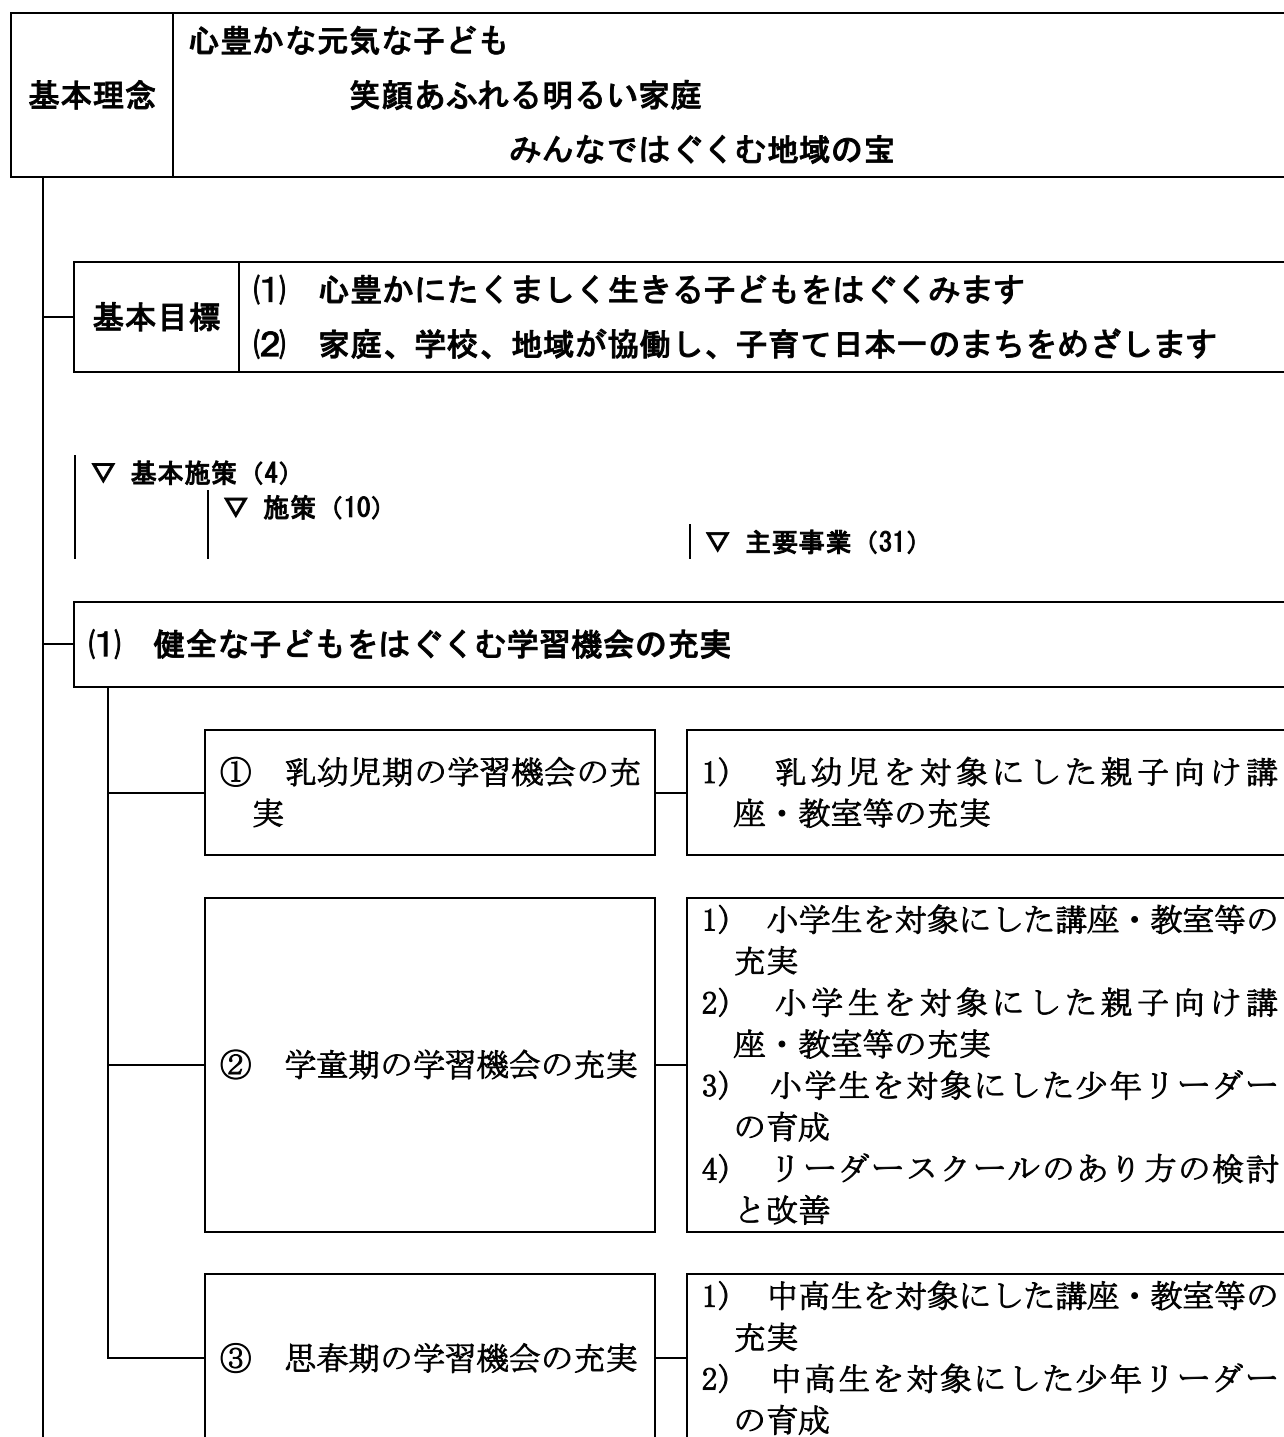 心豊かな元気な子ども
基本理念
笑顔あふれる明るい家庭
みんなではぐくむ地域の宝
基本目標
⑴　心豊かにたくましく生きる子どもをはぐくみます
⑵　家庭、学校、地域が協働し、子育て日本一のまちをめざします
▽ 基本施策（4）
▽ 施策（10）
▽ 主要事業（31）
⑴　健全な子どもをはぐくむ学習機会の充実
①　乳幼児期の学習機会の充
実
1)　乳幼児を対象にした親子向け講
座・教室等の充実
②　学童期の学習機会の充実
1)　小学生を対象にした講座・教室等の
充実
2)　小学生を対象にした親子向け講
座・教室等の充実
3)　小学生を対象にした少年リーダー
の育成
4)　リーダースクールのあり方の検討
と改善
③　思春期の学習機会の充実
1)　中高生を対象にした講座・教室等の
充実
2)　中高生を対象にした少年リーダー
の育成